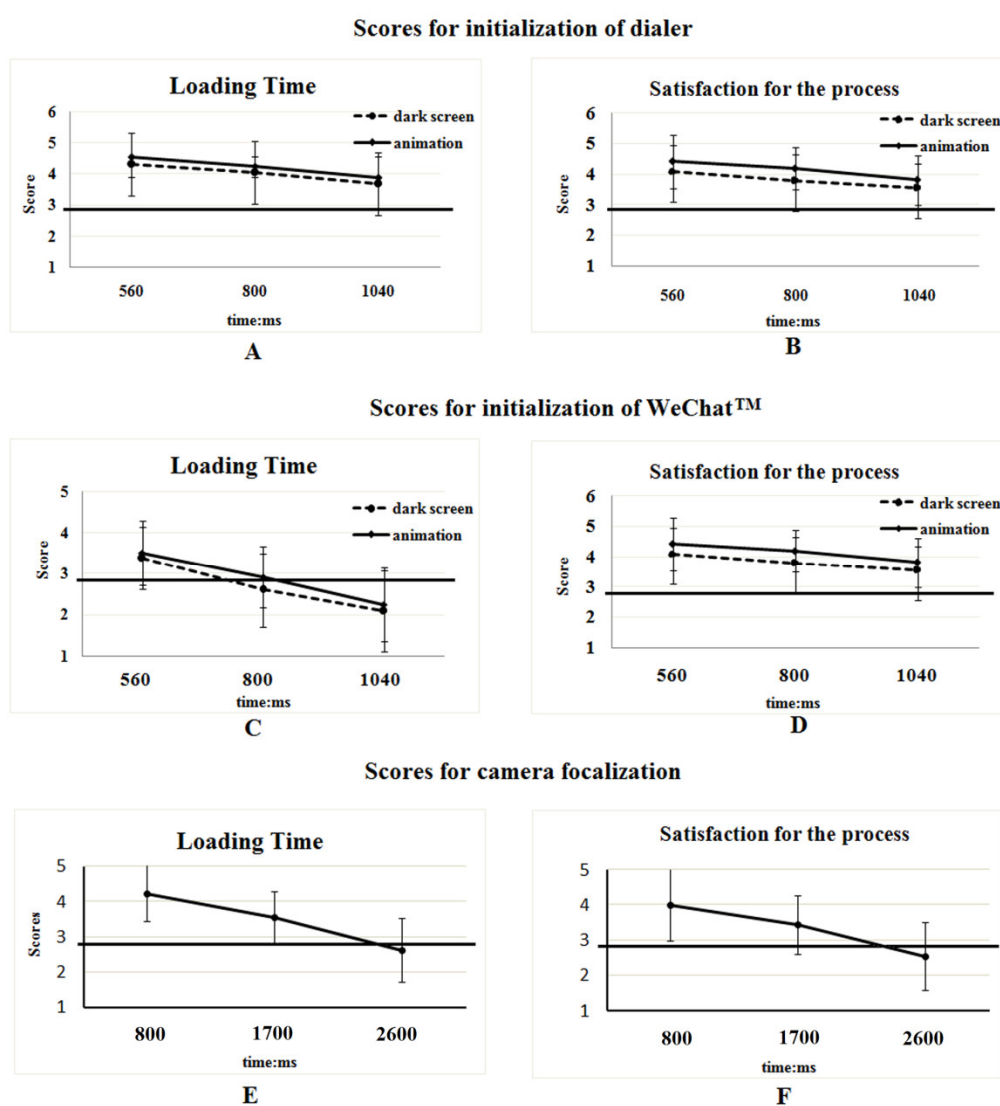 Scores for initialization of dialer
Loading Time
6
5
4
3
2
1
Score
dark screen
animation
560 800 1040
time:ms
A
Satisfaction for the process
6
5
4
3
2
1
Score
dark screen
animation
560 800 1040
time:ms
B
Scores for initialization of WeChat™
Loading Time
5
4
3
2
1
Score
dark screen
animation
560 800 1040
time:ms
C
Satisfaction for the process
6
5
4
3
2
1
Score
dark screen
animation
560 800 1040
time:ms
D
Scores for camera focalization
Loading Time
5
4
3
2
1
Scores
800 1700 2600
time:ms
E
Satisfaction for the process
5
4
3
2
1
800 1700 2600
time:ms
F